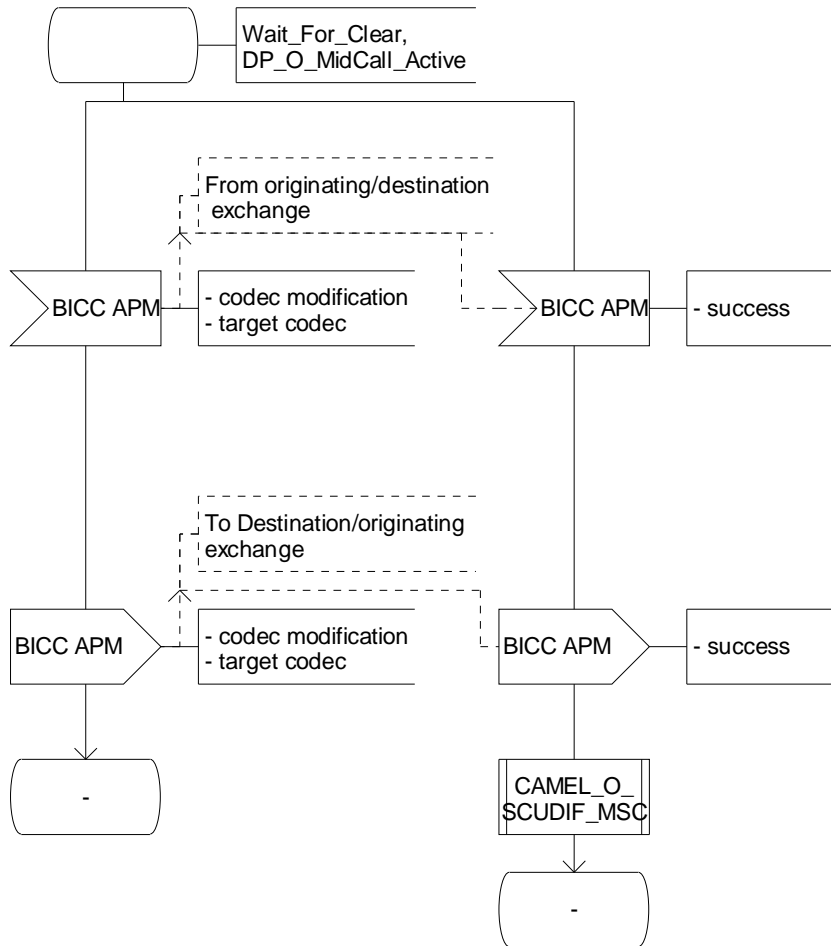 Wait_For_Clear,
DP_O_MidCall_Active
From originating/destination
exchange
BICC APM
- codec modification
- target codec
BICC APM
- success
To Destination/originating
exchange
BICC APM
- codec modification
- target codec
BICC APM
- success
-
CAMEL_O_
SCUDIF_MSC
-